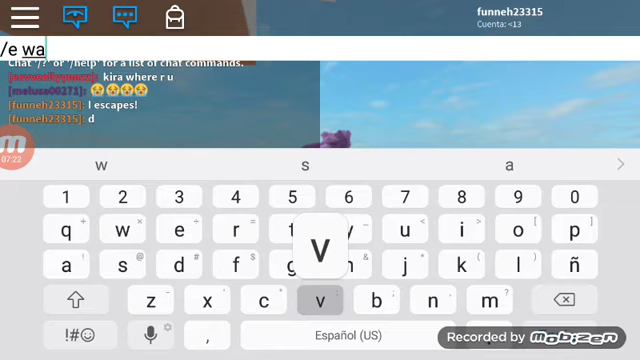 funneh23315
Cuenta: <13
/e wa
Chat '/?' or '/help' for a list of chat commands.
kira where r u
[melusa00271]: 😭😭😭😭
[funneh23315]: I escapes!
[funneh23315]: d
07:22
w s a
1 2 3 4 5 6 7 8 9 0
q w e r t y u i o p
v
a s d f g h j k l ñ
z x c v b n m
!#☺ , Español (US)
Recorded by mobizen